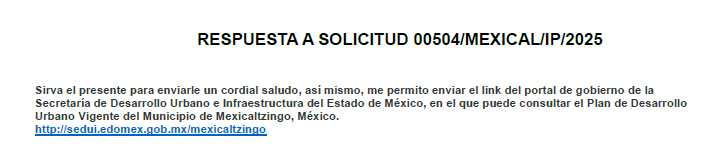 RESPUESTA A SOLICITUD 00504/MEXICAL/IP/2025
Sirva el presente para enviarle un cordial saludo, así mismo, me permito enviar el link del portal de gobierno de la
Secretaría de Desarrollo Urbano e Infraestructura del Estado de México, en el que puede consultar el Plan de Desarrollo
Urbano Vigente del Municipio de Mexicaltzingo, México.
http://sedui.edomex.gob.mx/mexicaltzingo